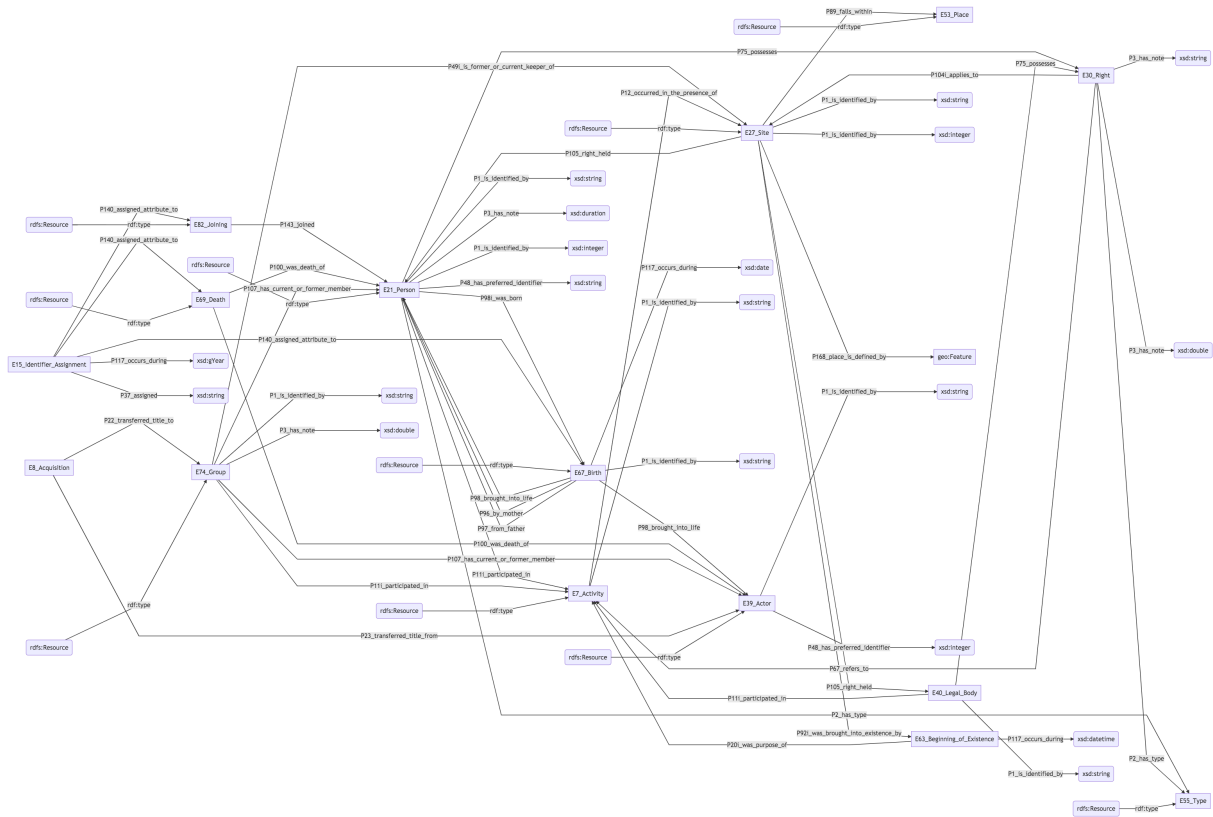 P89_falls_within
E53_Place
rdfs:Resource
rdf:type
P75_possesses
P3_has_note
xsd:string
P49i_is_former_or_current_keeper_of
P75_possesses
E30_Right
P104i_applies_to
P12_occurred_in_the_presence_of
P1_is_identified_by
xsd:string
rdfs:Resource
rdf:type
E27_Site
P1_is_identified_by
xsd:integer
P105_right_held
P1_is_identified_by
xsd:string
P140_assigned_attribute_to
P3_has_note
xsd:duration
rdfs:Resource
rdf:type
E82_Joining
P143_joined
P140_assigned_attribute_to
P1_is_identified_by
xsd:integer
rdfs:Resource
P100_was_death_of
P117_occurs_during
xsd:date
P48_has_preferred_identifier
xsd:string
P107_has_current_or_former_member
E21_Person
rdfs:Resource
E69_Death
rdf:type
P98i_was_born
P1_is_identified_by
xsd:string
rdf:type
P140_assigned_attribute_to
P3_has_note
xsd:double
P168_place_is_defined_by
geo:Feature
E15_Identifier_Assignment
P117_occurs_during
xsd:gYear
P37_assigned
xsd:string
P1_is_identified_by
xsd:string
P1_is_identified_by
xsd:string
P22_transferred_title_to
P3_has_note
xsd:double
E8_Acquisition
E74_Group
rdfs:Resource
rdf:type
E67_Birth
P1_is_identified_by
xsd:string
P98_brought_into_life
P96_by_mother
P97_from_father
P98_brought_into_life
P100_was_death_of
P107_has_current_or_former_member
P11i_participated_in
P11i_participated_in
E7_Activity
E39_Actor
rdf:type
rdfs:Resource
rdf:type
P23_transferred_title_from
rdfs:Resource
P48_has_preferred_identifier
xsd:integer
rdfs:Resource
rdf:type
P67_refers_to
P105_right_held
E40_Legal_Body
P11i_participated_in
P2_has_type
P92i_was_brought_into_existence_by
E63_Beginning_of_Existence
P117_occurs_during
xsd:datetime
P20i_was_purpose_of
P2_has_type
P1_is_identified_by
xsd:string
E55_Type
rdfs:Resource
rdf:type